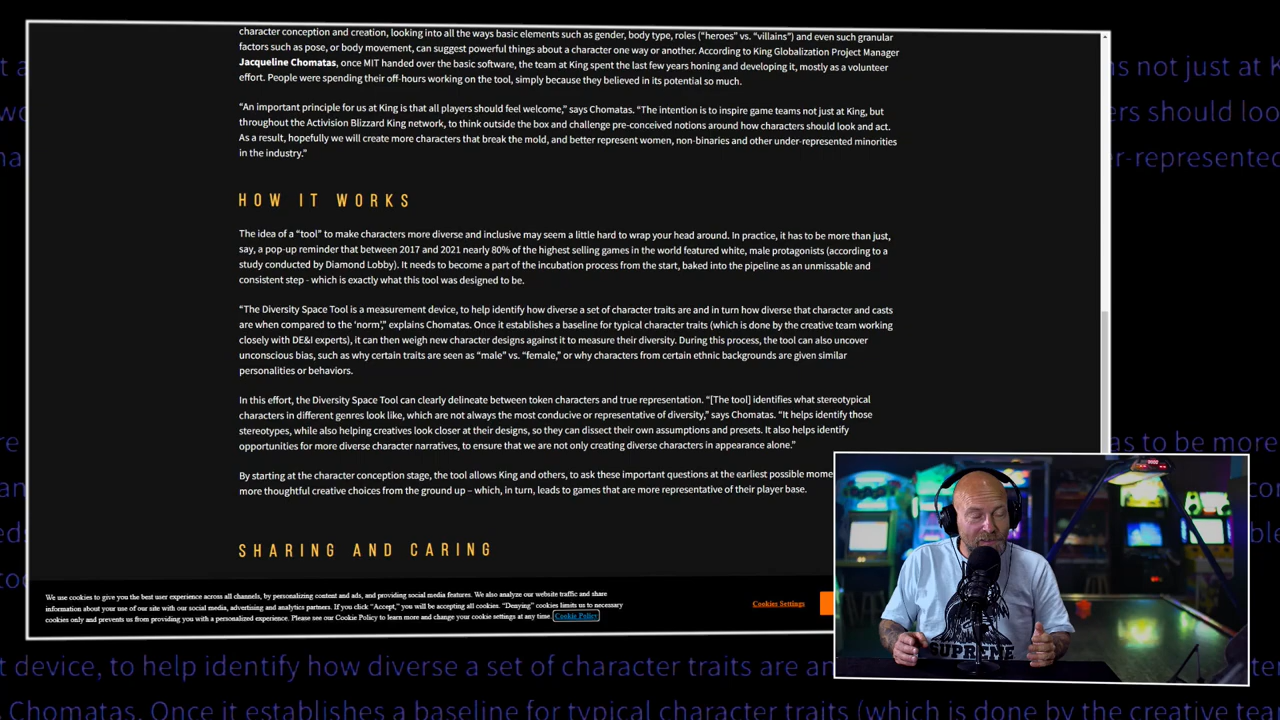 character conception and creation, looking into all the ways basic elements such as gender, body type, roles (“heroes” vs. “villains”) and even such granular
factors such as pose, or body movement, can suggest powerful things about a character one way or another. According to King Globalization Project Manager
Jacqueline Chomatas, once MIT handed over the basic software, the team at King spent the last few years honing and developing it, mostly as a volunteer
effort. People were spending their off-hours working on the tool, simply because they believed in its potential so much.
“An important principle for us at King is that all players should feel welcome,” says Chomatas. “The intention is to inspire game teams not just at King, but
throughout the Activision Blizzard King network, to think outside the box and challenge pre-conceived notions around how characters should look and act.
As a result, hopefully we will create more characters that break the mold, and better represent women, non-binaries and other under-represented minorities
in the industry.”
HOW IT WORKS
The idea of a “tool” to make characters more diverse and inclusive may seem a little hard to wrap your head around. In practice, it has to be more than just,
say, a pop-up reminder that between 2017 and 2021 nearly 80% of the highest selling games in the world featured white, male protagonists (according to a
study conducted by Diamond Lobby). It needs to become a part of the incubation process from the start, baked into the pipeline as an unmissable and
consistent step - which is exactly what this tool was designed to be.
“The Diversity Space Tool is a measurement device, to help identify how diverse a set of character traits are and in turn how diverse that character and casts
are when compared to the ‘norm’,” explains Chomatas. Once it establishes a baseline for typical character traits (which is done by the creative team working
closely with DE&I experts), it can then weigh new character designs against it to measure their diversity. During this process, the tool can also uncover
unconscious bias, such as why certain traits are seen as “male” vs. “female,” or why characters from certain ethnic backgrounds are given similar
personalities or behaviors.
In this effort, the Diversity Space Tool can clearly delineate between token characters and true representation. “[The tool] identifies what stereotypical
characters in different genres look like, which are not always the most conducive or representative of diversity,” says Chomatas. “It helps identify those
stereotypes, while also helping creatives look closer at their designs, so they can dissect their own assumptions and presets. It also helps identify
opportunities for more diverse character narratives, to ensure that we are not only creating diverse characters in appearance alone.”
By starting at the character conception stage, the tool allows King and others, to ask these important questions at the earliest possible
more thoughtful creative choices from the ground up – which, in turn, leads to games that are more representative of their player base.
SHARING AND CARING
We use cookies to give you the best user experience across all channels, by personalizing content and ads, and providing social media features. We also analyze our website traffic and share
information about your use of our site with our social media, advertising and analytics partners. If you click “Accept,” you will be accepting all cookies. “Denying” cookies limits us to necessary
cookies only and prevents us from providing you with a personalized experience. Please see our Cookie Policy to learn more and change your cookie settings at any time. Cookie Policy
Cookies Settings
SUPREME
not just at K
ers should look
er-represented
as to be more
t device, to help identify how diverse a set of character traits are an
Chomatas. Once it establishes a baseline for typical character traits (which is done by the creative team